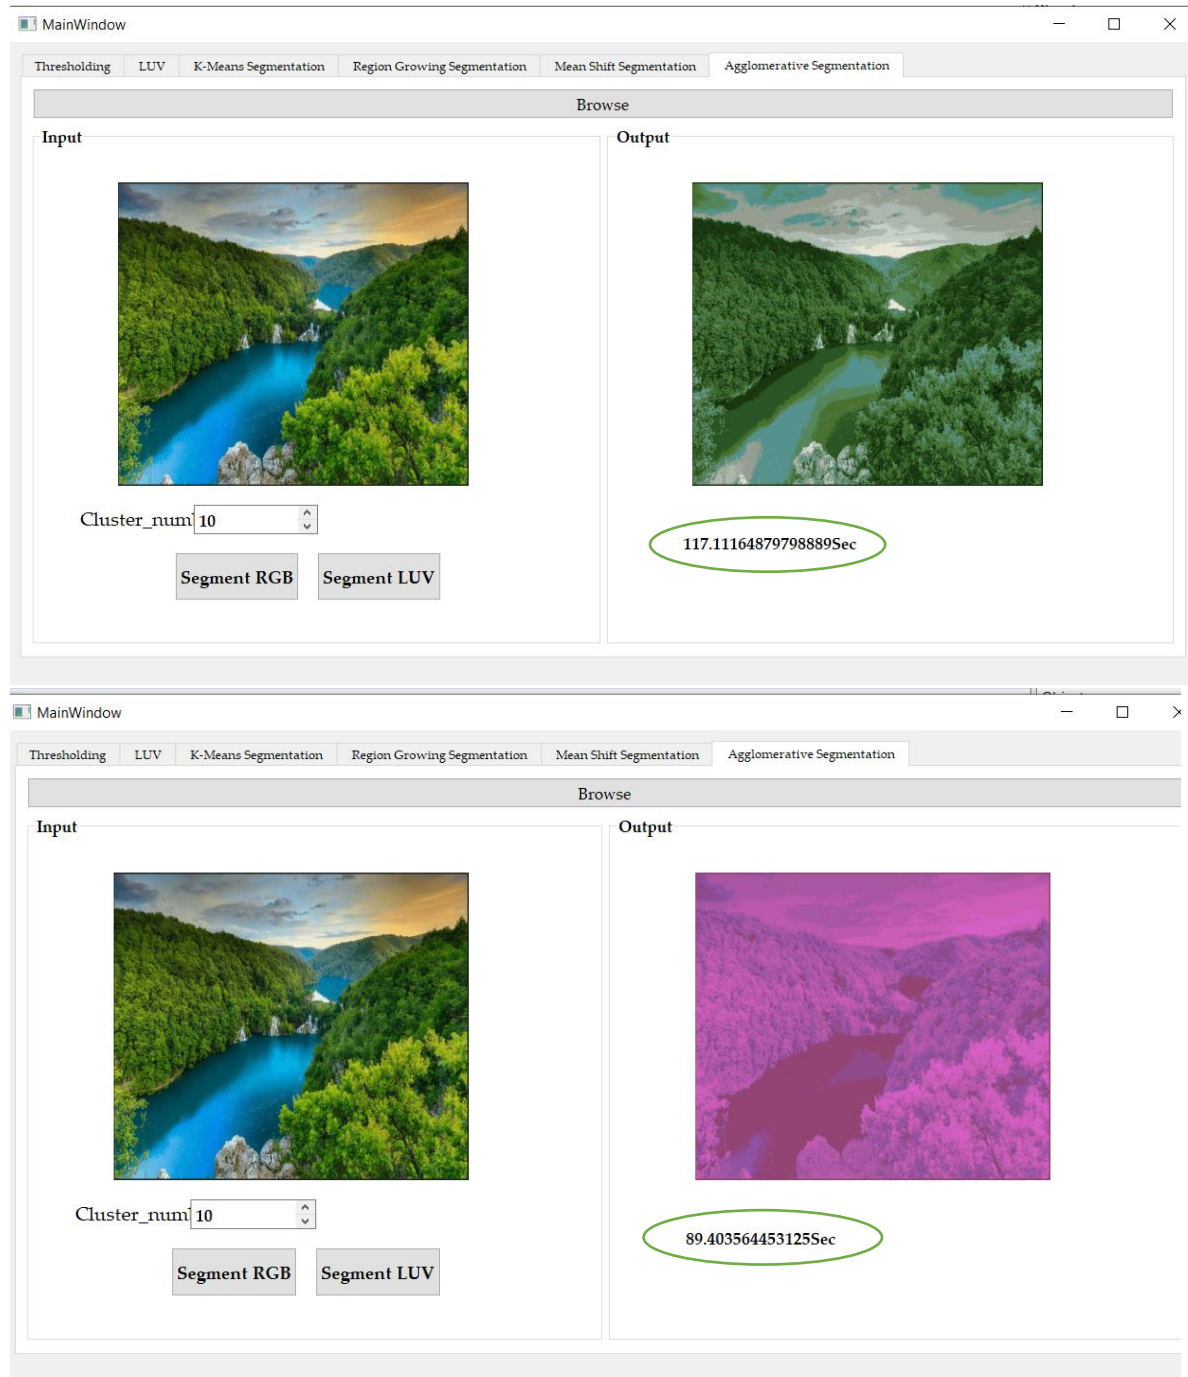 MainWindow
Thresholding LUV K-Means Segmentation Region Growing Segmentation Mean Shift Segmentation Agglomerative Segmentation
Browse
Input Output
Cluster_num 10
117.11164879798889Sec
Segment RGB Segment LUV
MainWindow
Thresholding LUV K-Means Segmentation Region Growing Segmentation Mean Shift Segmentation Agglomerative Segmentation
Browse
Input Output
Cluster_num 10
89.403564453125Sec
Segment RGB Segment LUV